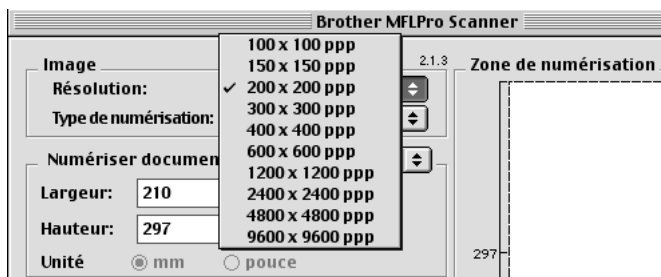 Brother MFLPro Scanner
Image
2.1.3
Résolution:
Type de numérisation:
100 x 100 ppp
150 x 150 ppp
✓ 200 x 200 ppp
300 x 300 ppp
400 x 400 ppp
600 x 600 ppp
1200 x 1200 ppp
2400 x 2400 ppp
4800 x 4800 ppp
9600 x 9600 ppp
Numériser documen
Largeur: 210
Hauteur: 297
Unité mm pouce
Zone de numérisation
297